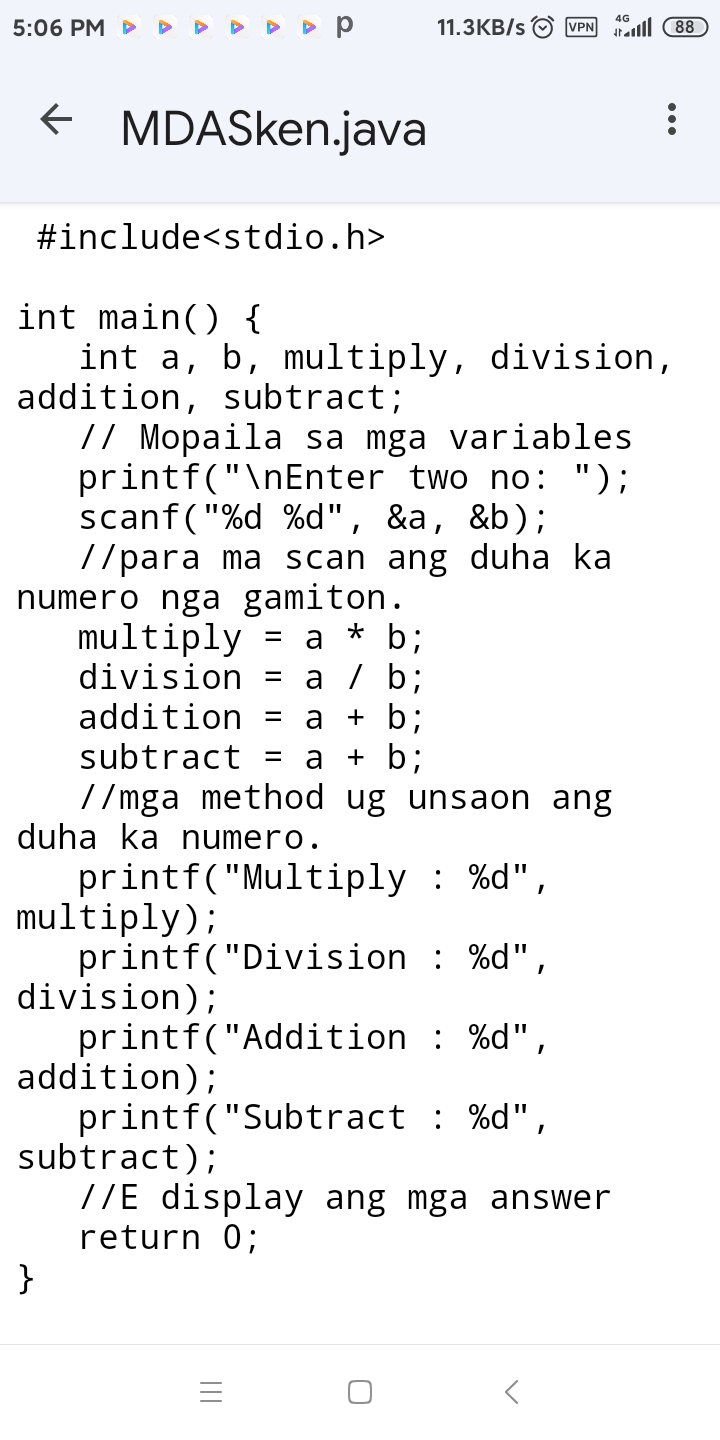 5:06 PM p 11.3KB/s VPN 4G 88
MDASken.java
#include<stdio.h>
int main() {
int a, b, multiply, division,
addition, subtract;
// Mopaila sa mga variables
printf("\nEnter two no: ");
scanf("%d %d", &a, &b);
//para ma scan ang duha ka
numero nga gamiton.
multiply = a * b;
division = a / b;
addition = a + b;
subtract = a + b;
//mga method ug unsaon ang
duha ka numero.
printf("Multiply : %d",
multiply);
printf("Division : %d",
division);
printf("Addition : %d",
addition);
printf("Subtract : %d",
subtract);
//E display ang mga answer
return 0;
}